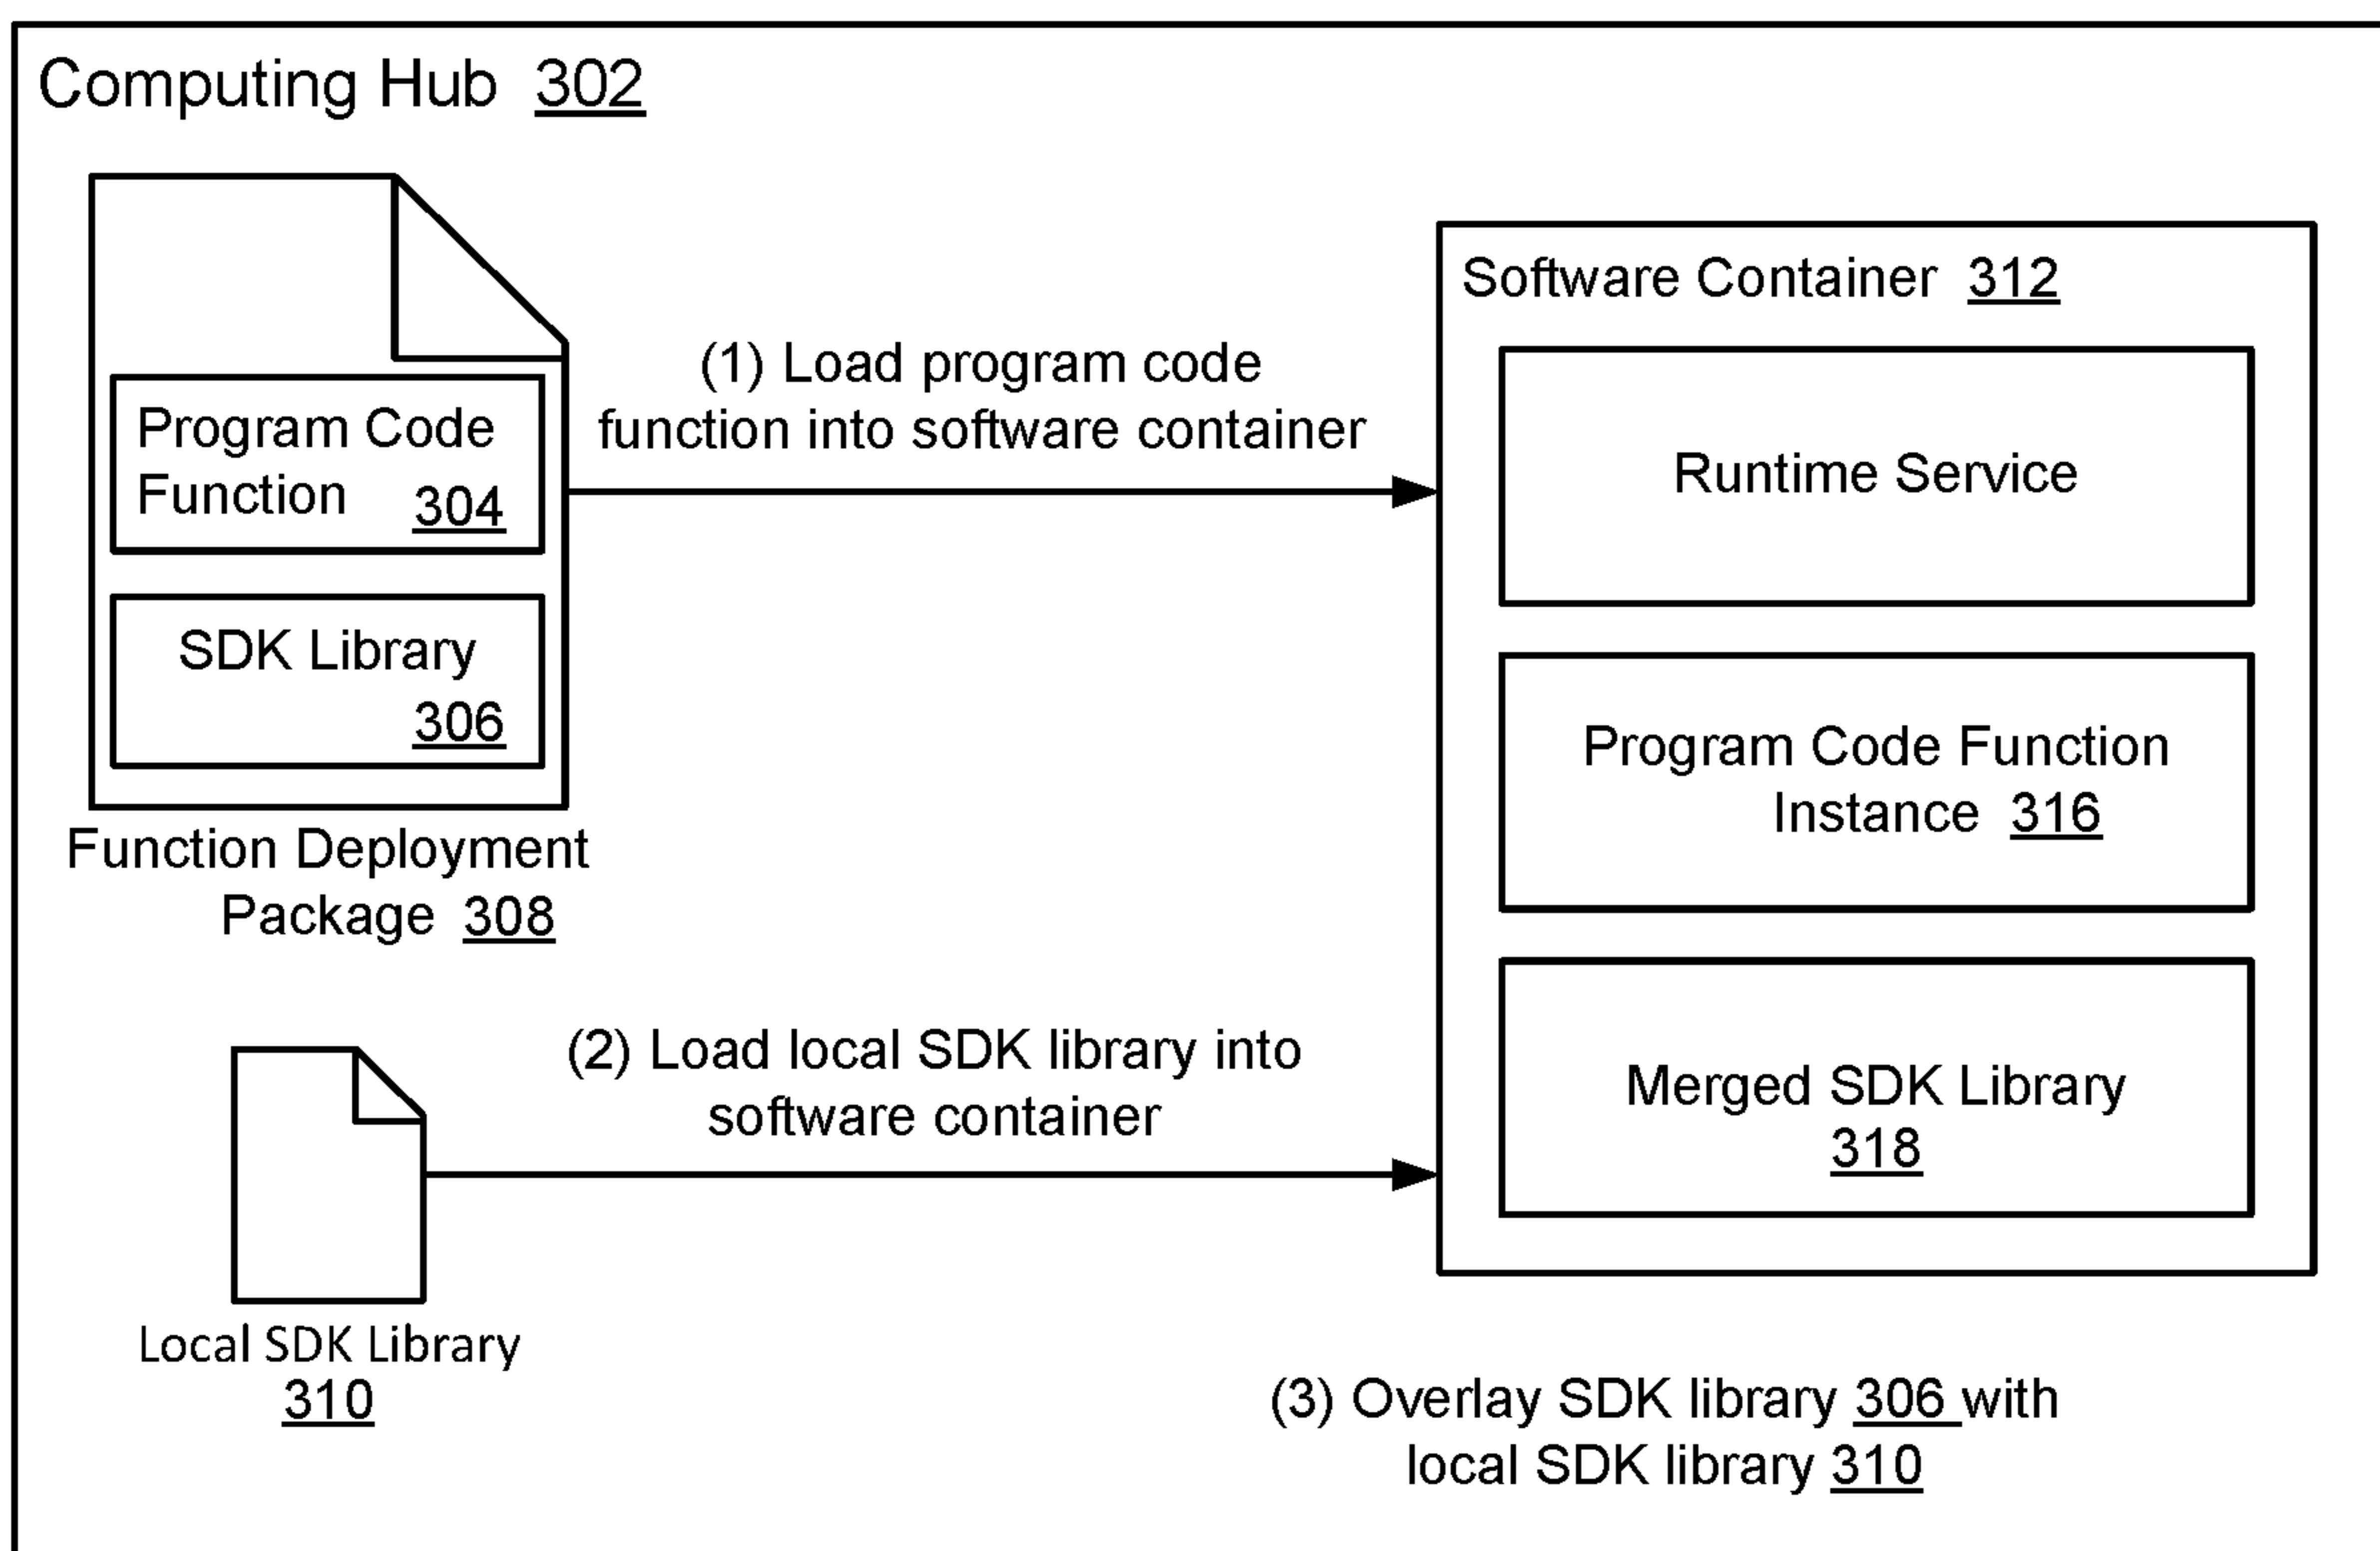 Computing Hub 302
Program Code
Function 304
SDK Library
306
Function Deployment
Package 308
(1) Load program code
function into software container
Software Container 312
Runtime Service
Program Code Function
Instance 316
Merged SDK Library
318
(2) Load local SDK library into
software container
Local SDK Library
310
(3) Overlay SDK library 306 with
local SDK library 310